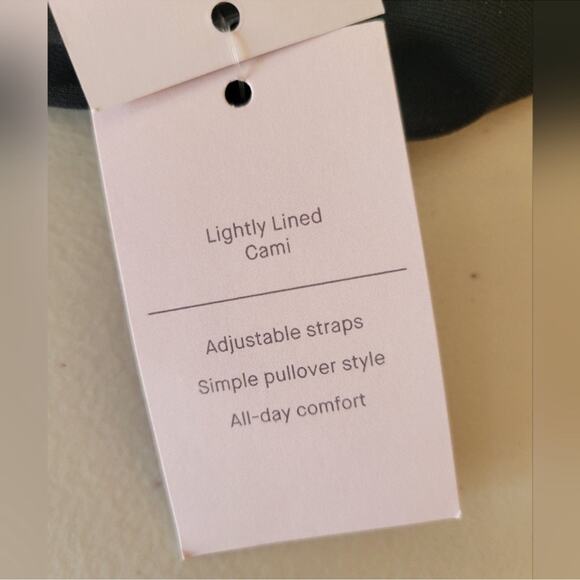 Lightly Lined
Cami
Adjustable straps
Simple pullover style
All-day comfort